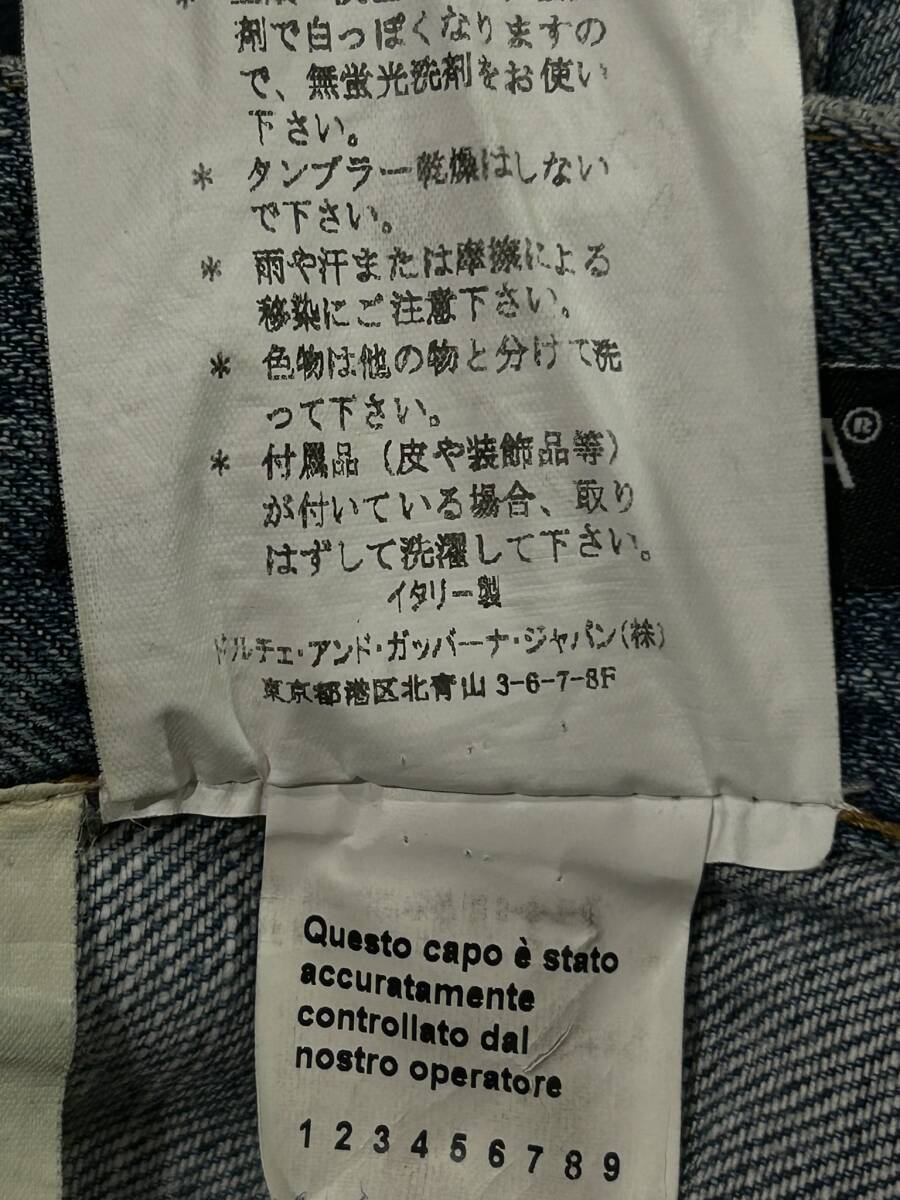 剤で白っぽくなりますの
で、無蛍光洗剤をお使い
下さい。
* タンブラー乾燥はしない
で下さい。
* 雨や汗または摩擦による
移染にご注意下さい。
* 色物は他の物と分けて洗
って下さい。
* 付属品（皮や装飾品等）
が付いている場合、取り
はずして洗濯して下さい。
イタリー製
ドルチェ・アンド・ガッバーナ・ジャパン(株)
東京都港区北青山 3-6-7-8F
A®
Questo capo è stato
accuratamente
controllato dal
nostro operatore
1 2 3 4 5 6 7 8 9